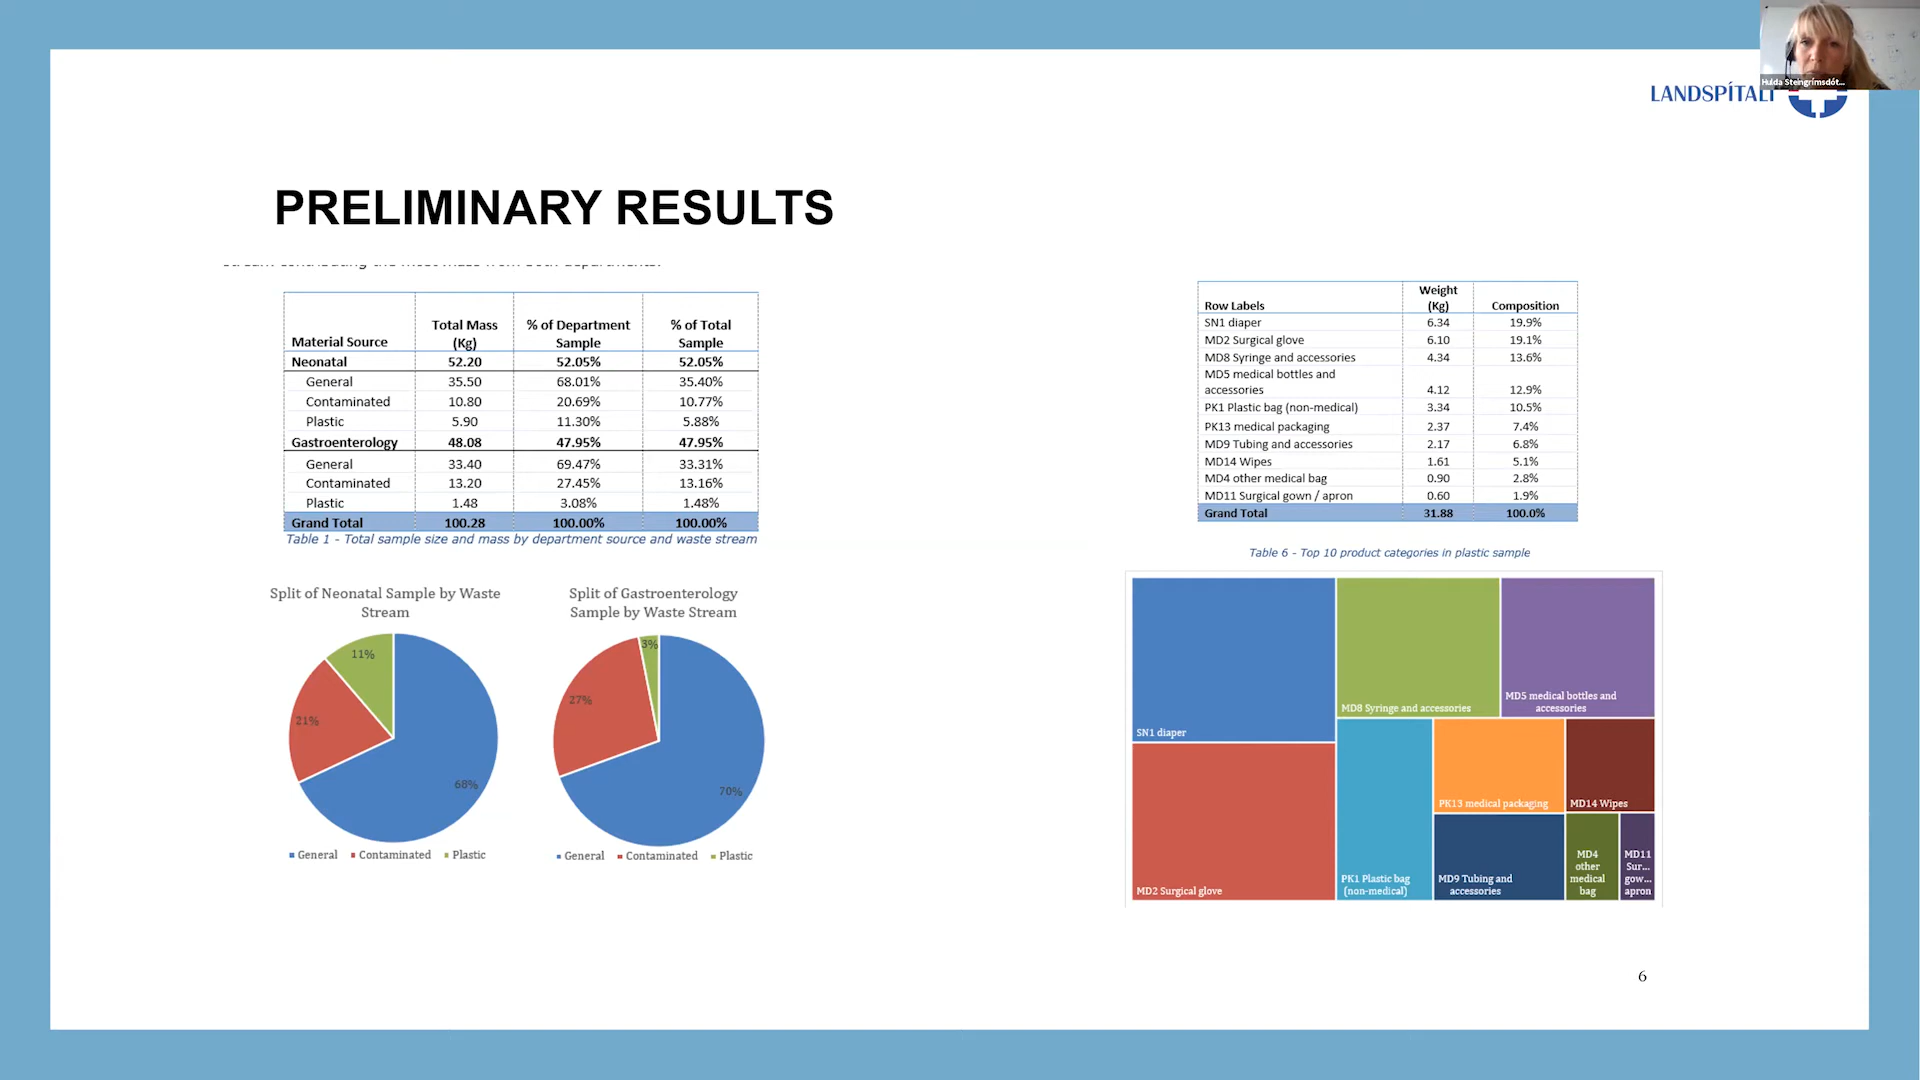 Hulda Steingrímsdót...
LANDSPÍTALI
PRELIMINARY RESULTS
Material Source | Total Mass (Kg) | % of Department Sample | % of Total Sample
Neonatal 52.20 52.05% 52.05%
General 35.50 68.01% 35.40%
Contaminated 10.80 20.69% 10.77%
Plastic 5.90 11.30% 5.88%
Gastroenterology 48.08 47.95% 47.95%
General 33.40 69.47% 33.31%
Contaminated 13.20 27.45% 13.16%
Plastic 1.48 3.08% 1.48%
Grand Total 100.28 100.00% 100.00%
Table 1 - Total sample size and mass by department source and waste stream
Split of Neonatal Sample by Waste
Stream
11%
21%
68%
General Contaminated Plastic
Split of Gastroenterology
Sample by Waste Stream
3%
27%
70%
General Contaminated Plastic
Row Labels | Weight (Kg) | Composition
SN1 diaper 6.34 19.9%
MD2 Surgical glove 6.10 19.1%
MD8 Syringe and accessories 4.34 13.6%
MD5 medical bottles and
accessories 4.12 12.9%
PK1 Plastic bag (non-medical) 3.34 10.5%
PK13 medical packaging 2.37 7.4%
MD9 Tubing and accessories 2.17 6.8%
MD14 Wipes 1.61 5.1%
MD4 other medical bag 0.90 2.8%
MD11 Surgical gown / apron 0.60 1.9%
Grand Total 31.88 100.0%
Table 6 - Top 10 product categories in plastic sample
SN1 diaper
MD2 Surgical glove
MD8 Syringe and accessories
MD5 medical bottles and
accessories
PK1 Plastic bag
(non-medical)
PK13 medical packaging
MD14 Wipes
MD9 Tubing and
accessories
MD4
other
medical
bag
MD11
Sur...
gow...
apron
6